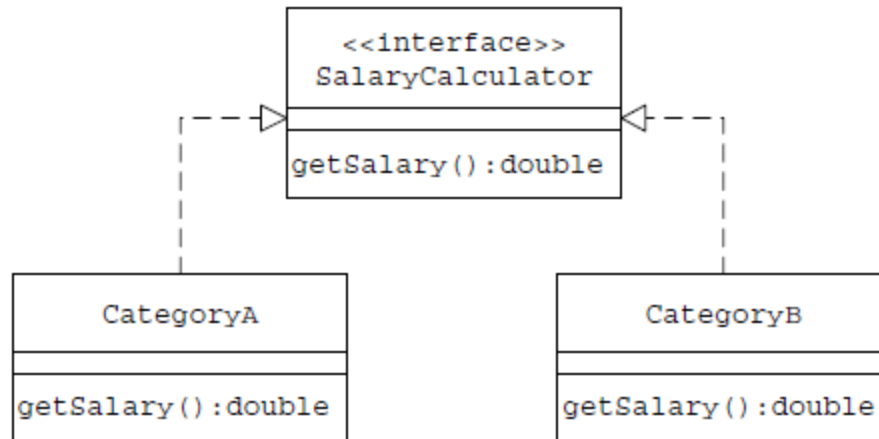 <<interface>>
SalaryCalculator
getSalary():double
CategoryA
getSalary():double
CategoryB
getSalary():double